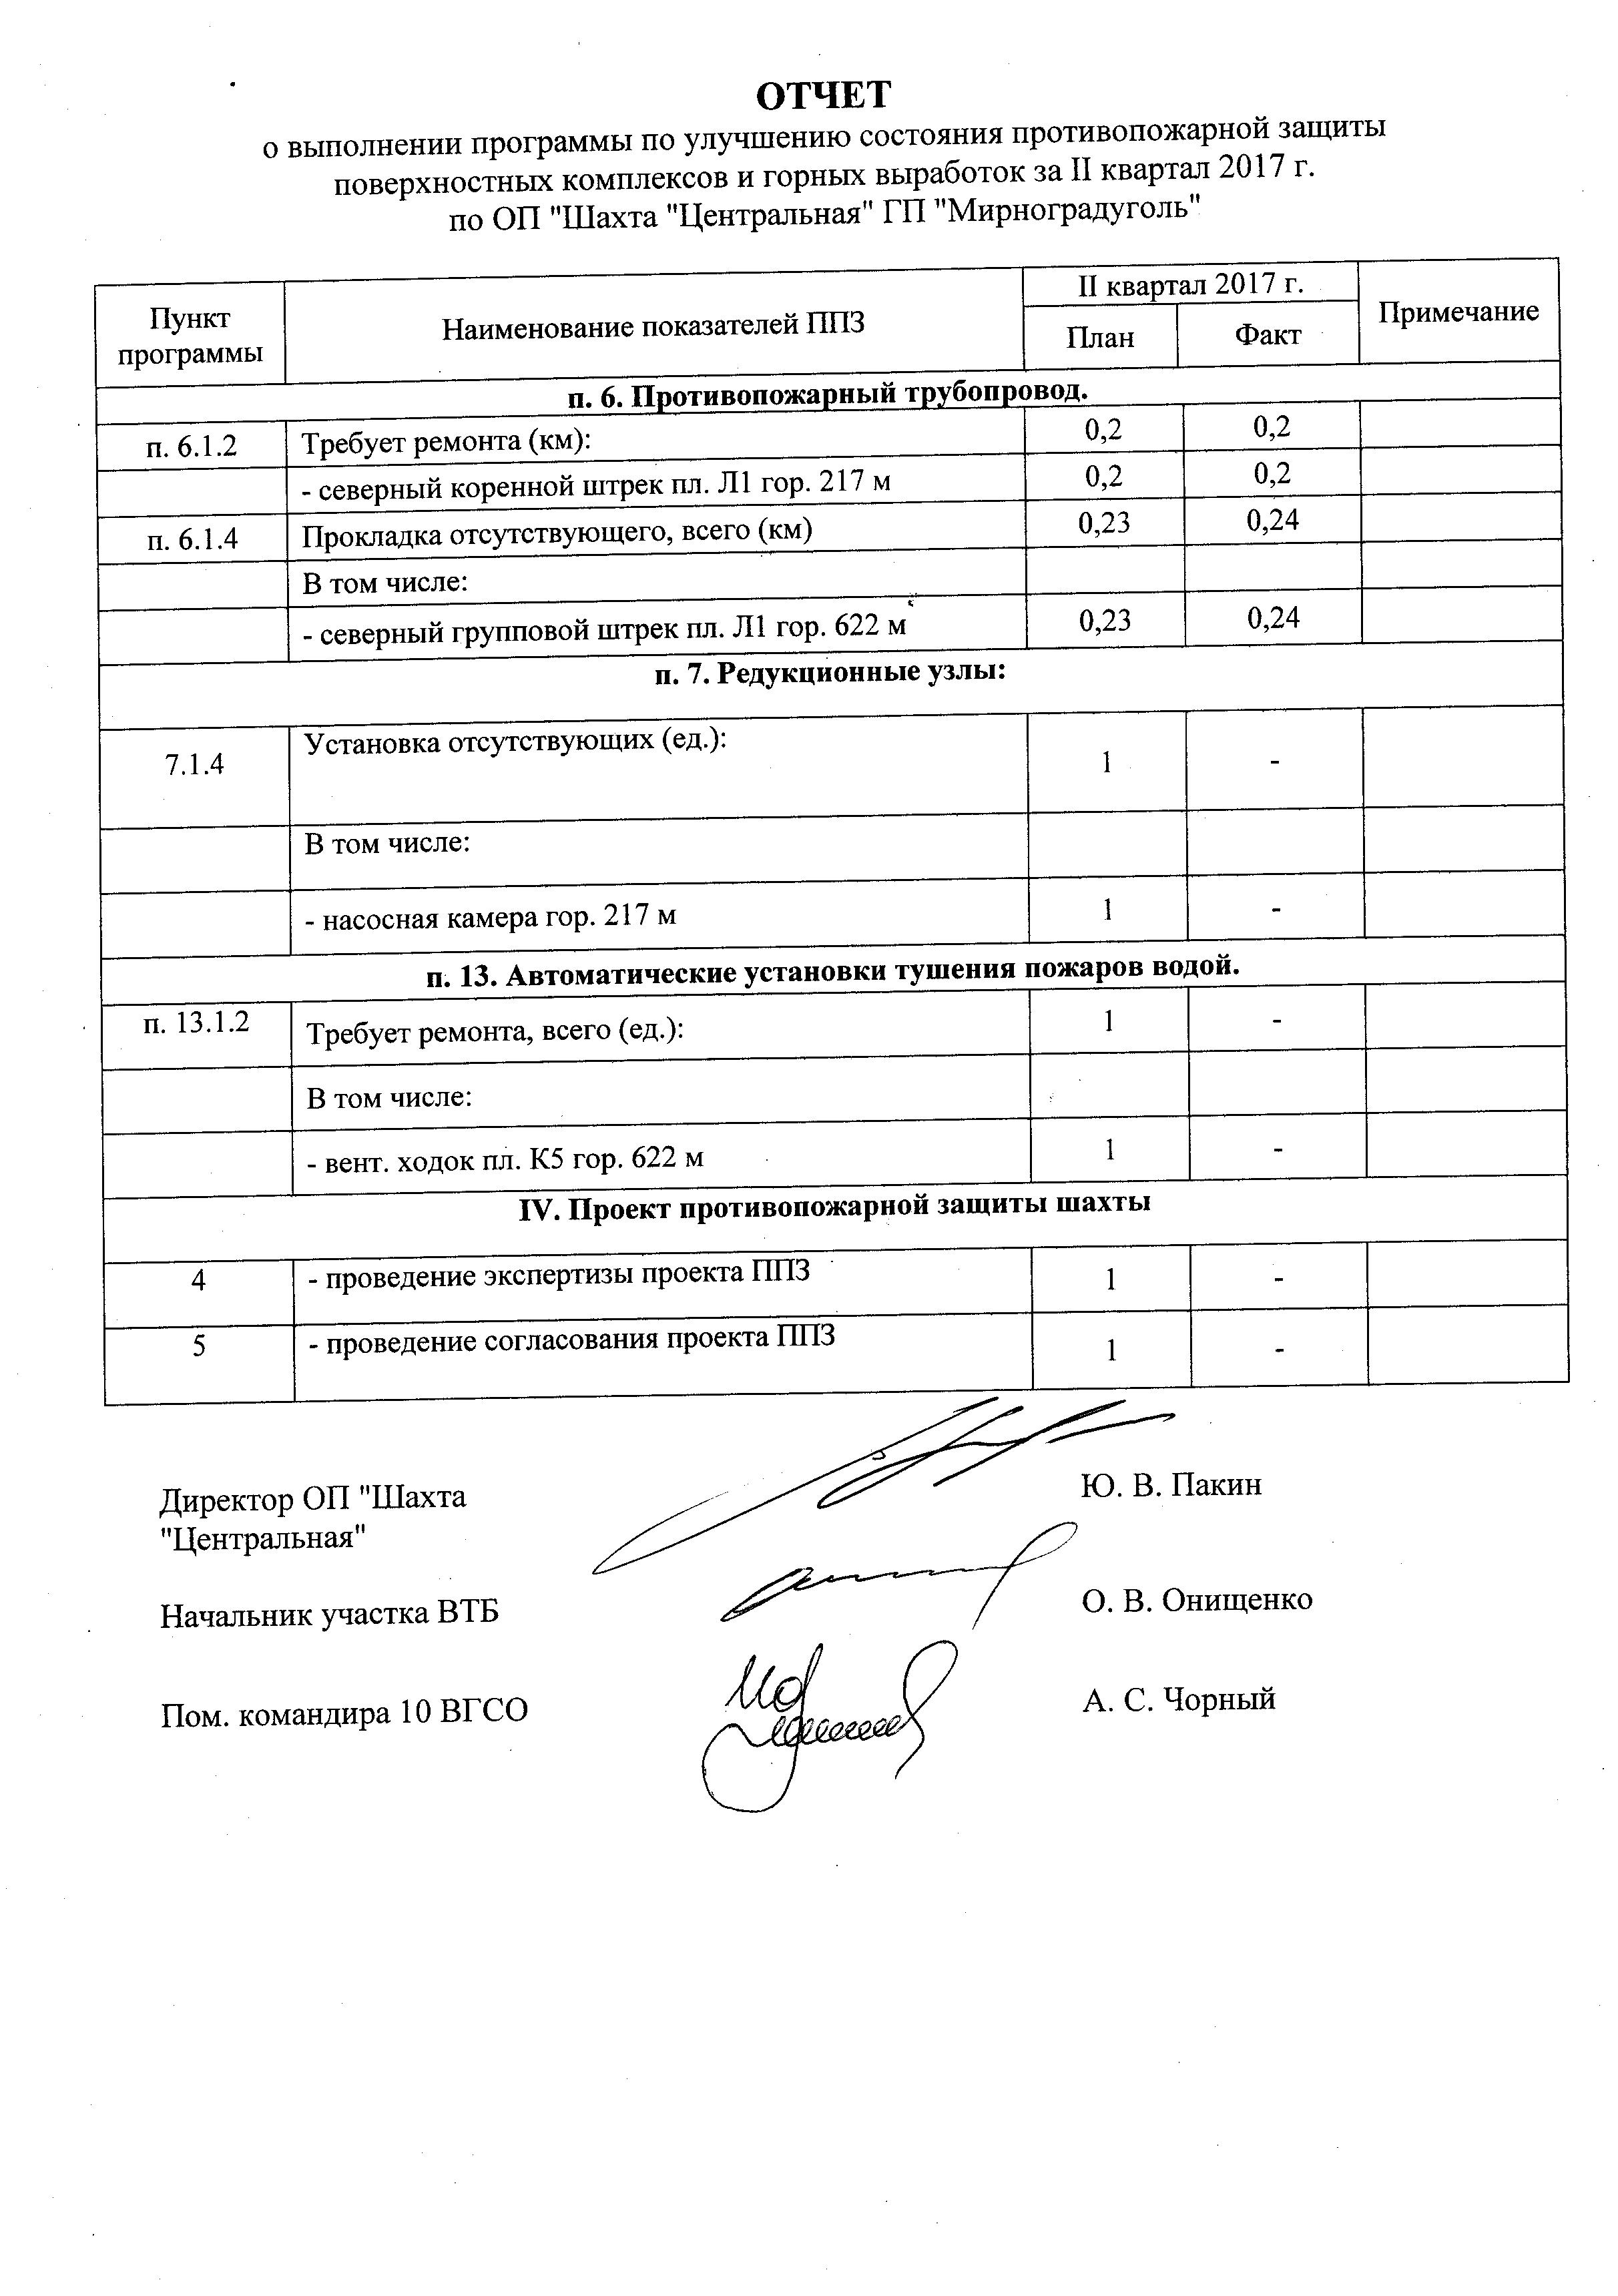 ОТЧЕТ
о выполнении программы по улучшению состояния противопожарной защиты
поверхностных комплексов и горных выработок за II квартал 2017 г.
по ОП "Шахта "Центральная" ГП "Мирноградуголь"
Пункт программы Наименование показателей ППЗ II квартал 2017 г. Примечание
План Факт
п. 6. Противопожарный трубопровод.
п. 6.1.2 Требует ремонта (км): 0,2 0,2
- северный коренной штрек пл. Л1 гор. 217 м 0,2 0,2
п. 6.1.4 Прокладка отсутствующего, всего (км) 0,23 0,24
В том числе:
- северный групповой штрек пл. Л1 гор. 622 м 0,23 0,24
п. 7. Редукционные узлы:
7.1.4 Установка отсутствующих (ед.): 1 -
В том числе:
- насосная камера гор. 217 м 1 -
п. 13. Автоматические установки тушения пожаров водой.
п. 13.1.2 Требует ремонта, всего (ед.): 1 -
В том числе:
- вент. ходок пл. К5 гор. 622 м 1 -
IV. Проект противопожарной защиты шахты
4 - проведение экспертизы проекта ППЗ 1 -
5 - проведение согласования проекта ППЗ 1 -
Директор ОП "Шахта Ю. В. Пакин
"Центральная"
Начальник участка ВТБ О. В. Онищенко
Пом. командира 10 ВГСО А. С. Чорный